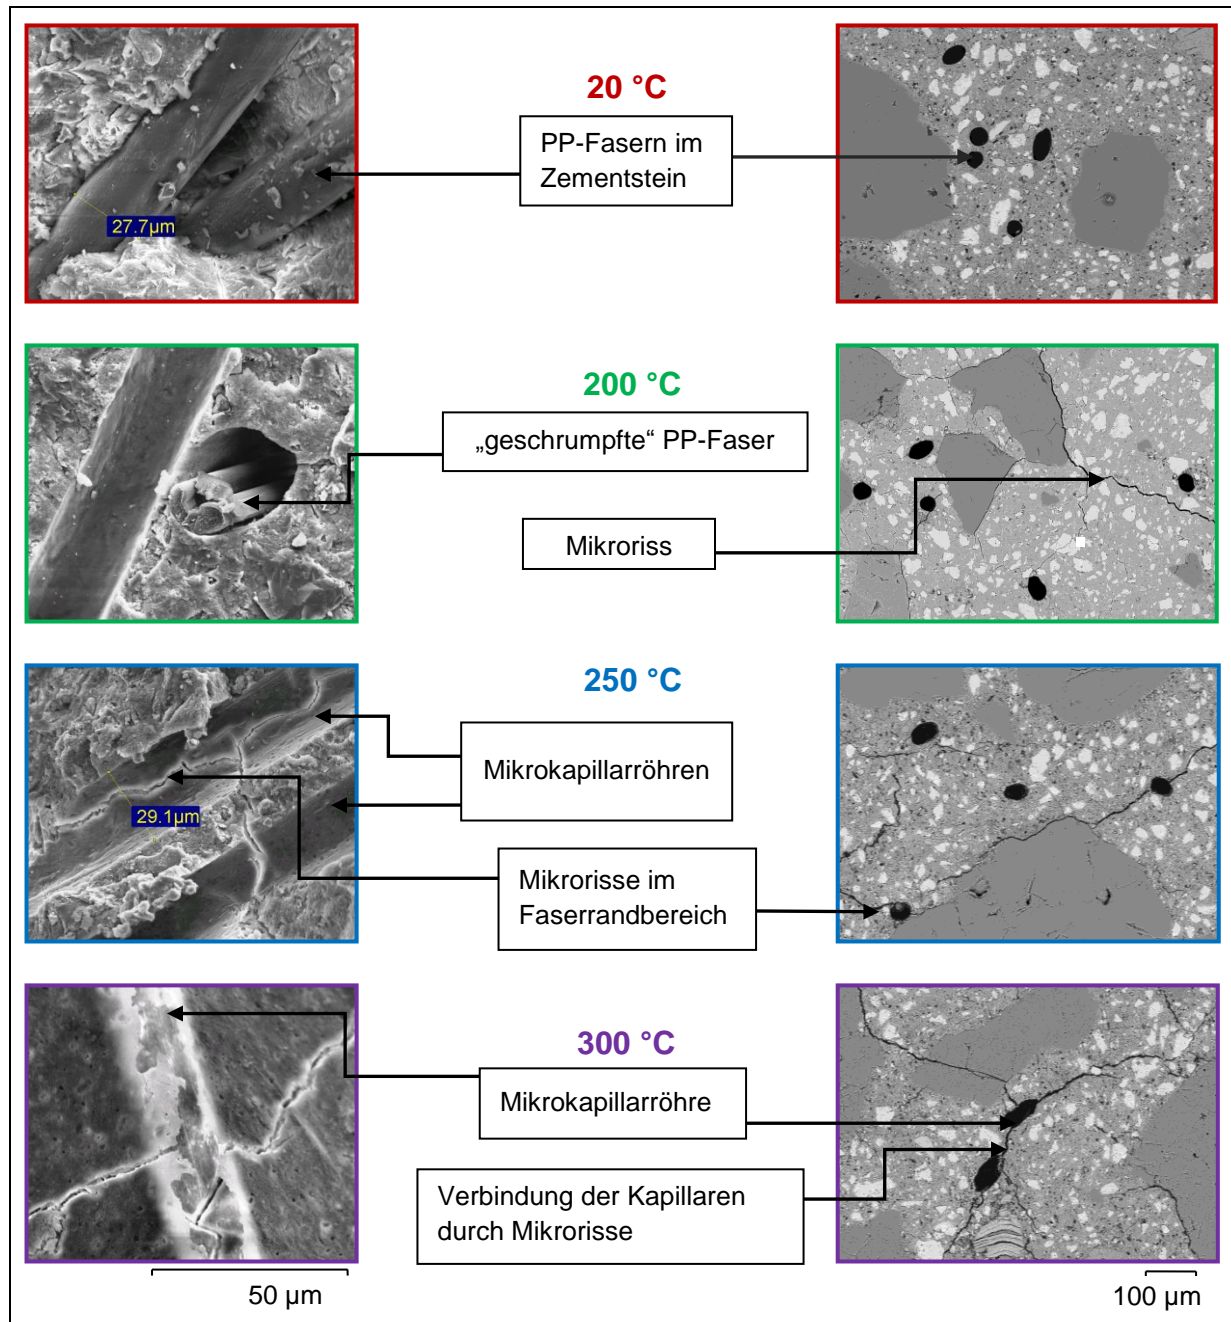 20 °C
PP-Fasern im
Zementstein
27.7µm
200 °C
„geschrumpfte“ PP-Faser
Mikroriss
250 °C
Mikrokapillarröhren
29.1µm
Mikrorisse im
Faserrandbereich
300 °C
Mikrokapillarröhre
Verbindung der Kapillaren
durch Mikrorisse
50 µm
100 µm